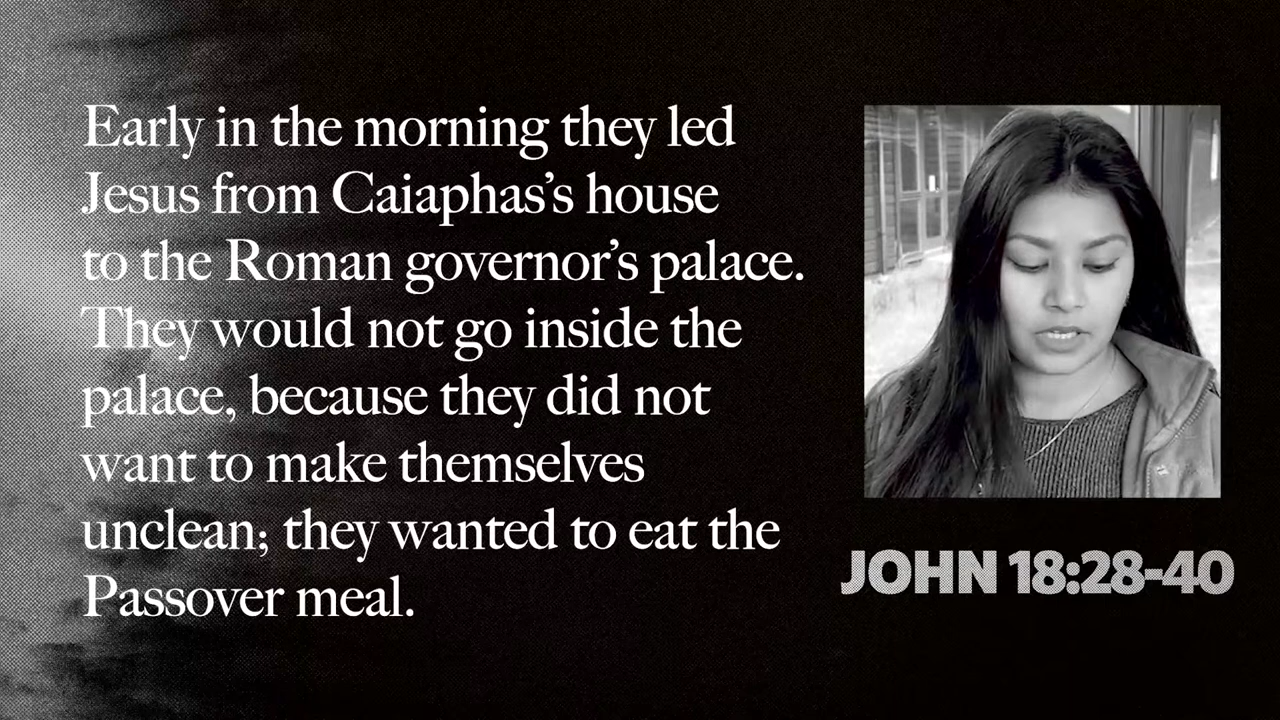 Early in the morning they led
Jesus from Caiaphas’s house
to the Roman governor’s palace.
They would not go inside the
palace, because they did not
want to make themselves
unclean; they wanted to eat the
Passover meal.
JOHN 18:28-40